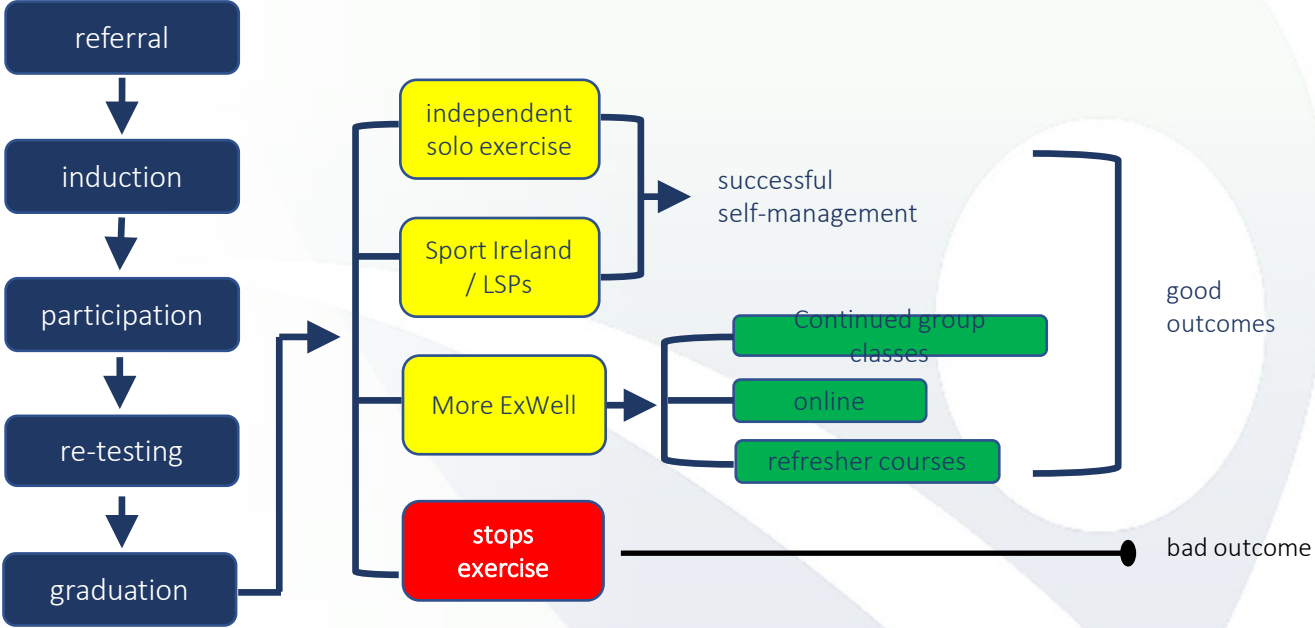 referral
induction
participation
re-testing
graduation
independent
solo exercise
Sport Ireland
/ LSPs
More ExWell
stops
exercise
successful
self-management
Continued group
classes
online
refresher courses
good
outcomes
bad outcome